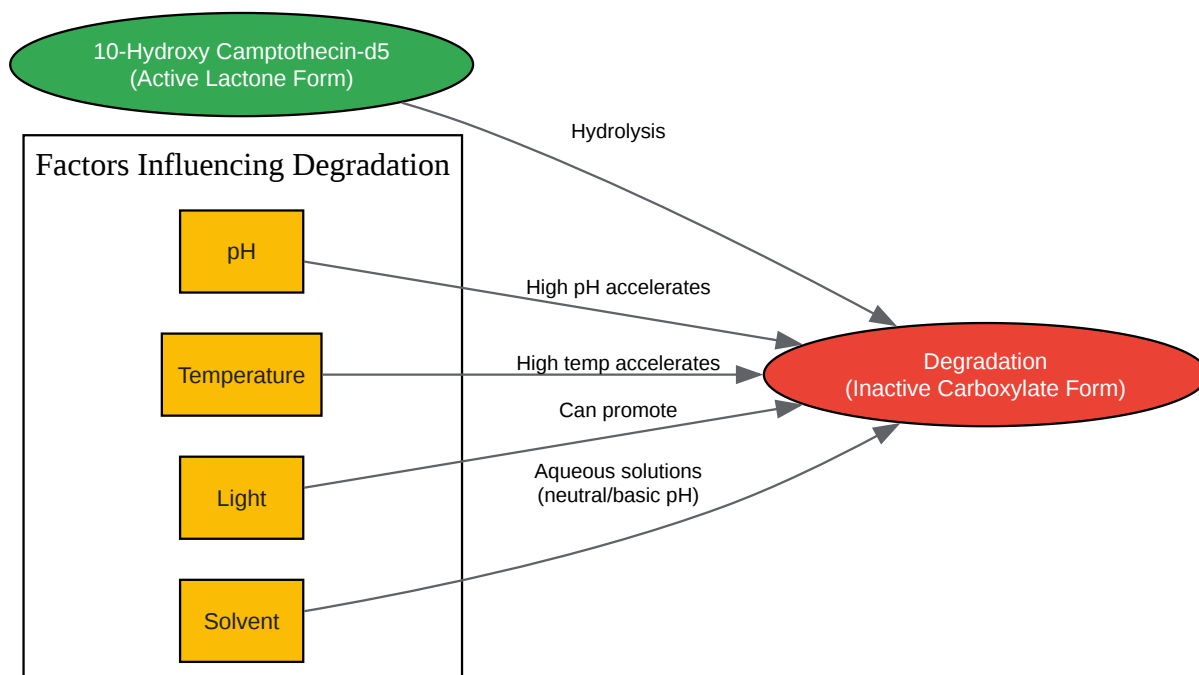 10-Hydroxy Camptothecin-d5
(Active Lactone Form)
Hydrolysis
Factors Influencing Degradation
pH
High pH accelerates
Temperature
High temp accelerates
Degradation
(Inactive Carboxylate Form)
Can promote
Light
Aqueous solutions
(neutral/basic pH)
Solvent